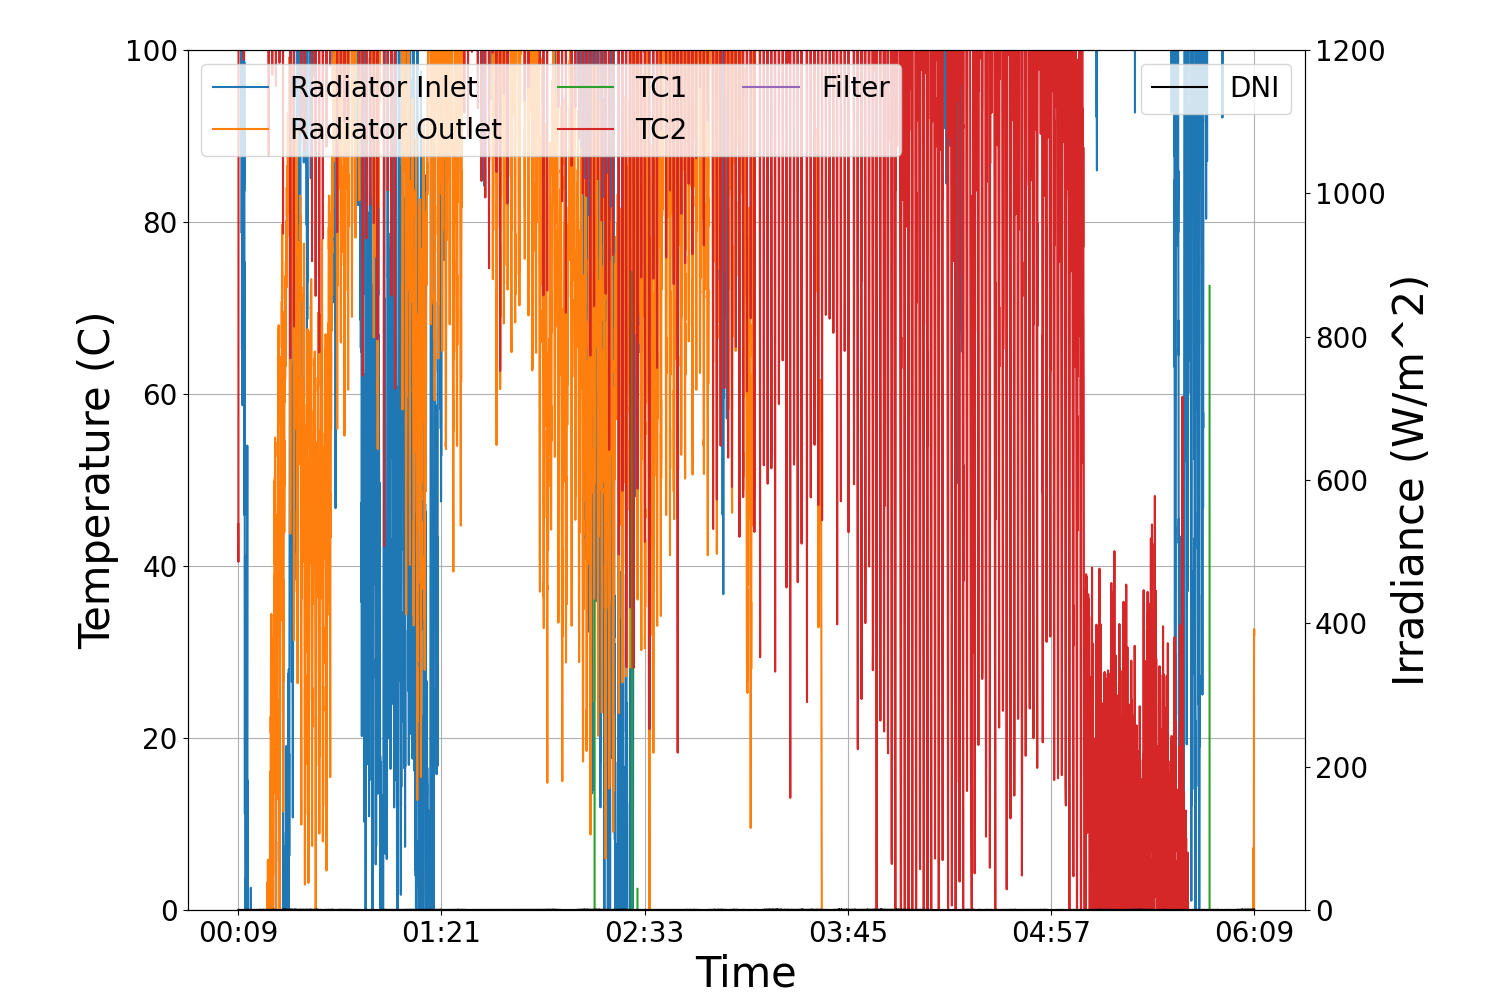 Radiator Inlet
Radiator Outlet
TC1
TC2
Filter
DNI
Temperature (C)
100
80
60
40
20
0
Irradiance (W/m^2)
1200
1000
800
600
400
200
0
00:09 01:21 02:33 03:45 04:57 06:09
Time